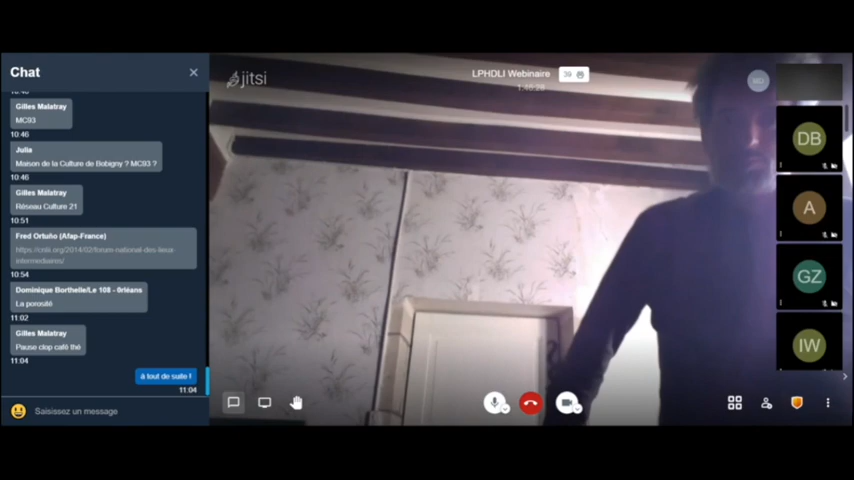 Chat
Gilles Malatray
MC93
10:46
Julia
Maison de la Culture de Bobigny ? MC93 ?
10:46
Gilles Malatray
Réseau Culture 21
10:51
Fred Ortuño (Afap-France)
https://cnlii.org/2014/02/forum-national-des-lieux-
intermediaires/
10:54
Dominique Borthelle/Le 108 - Orléans
La porosité
11:02
Gilles Malatray
Pause clop café thé
11:04
à tout de suite !
11:04
Saisissez un message
jitsi
LPHDLI Webinaire
39
DB
A
GZ
IW